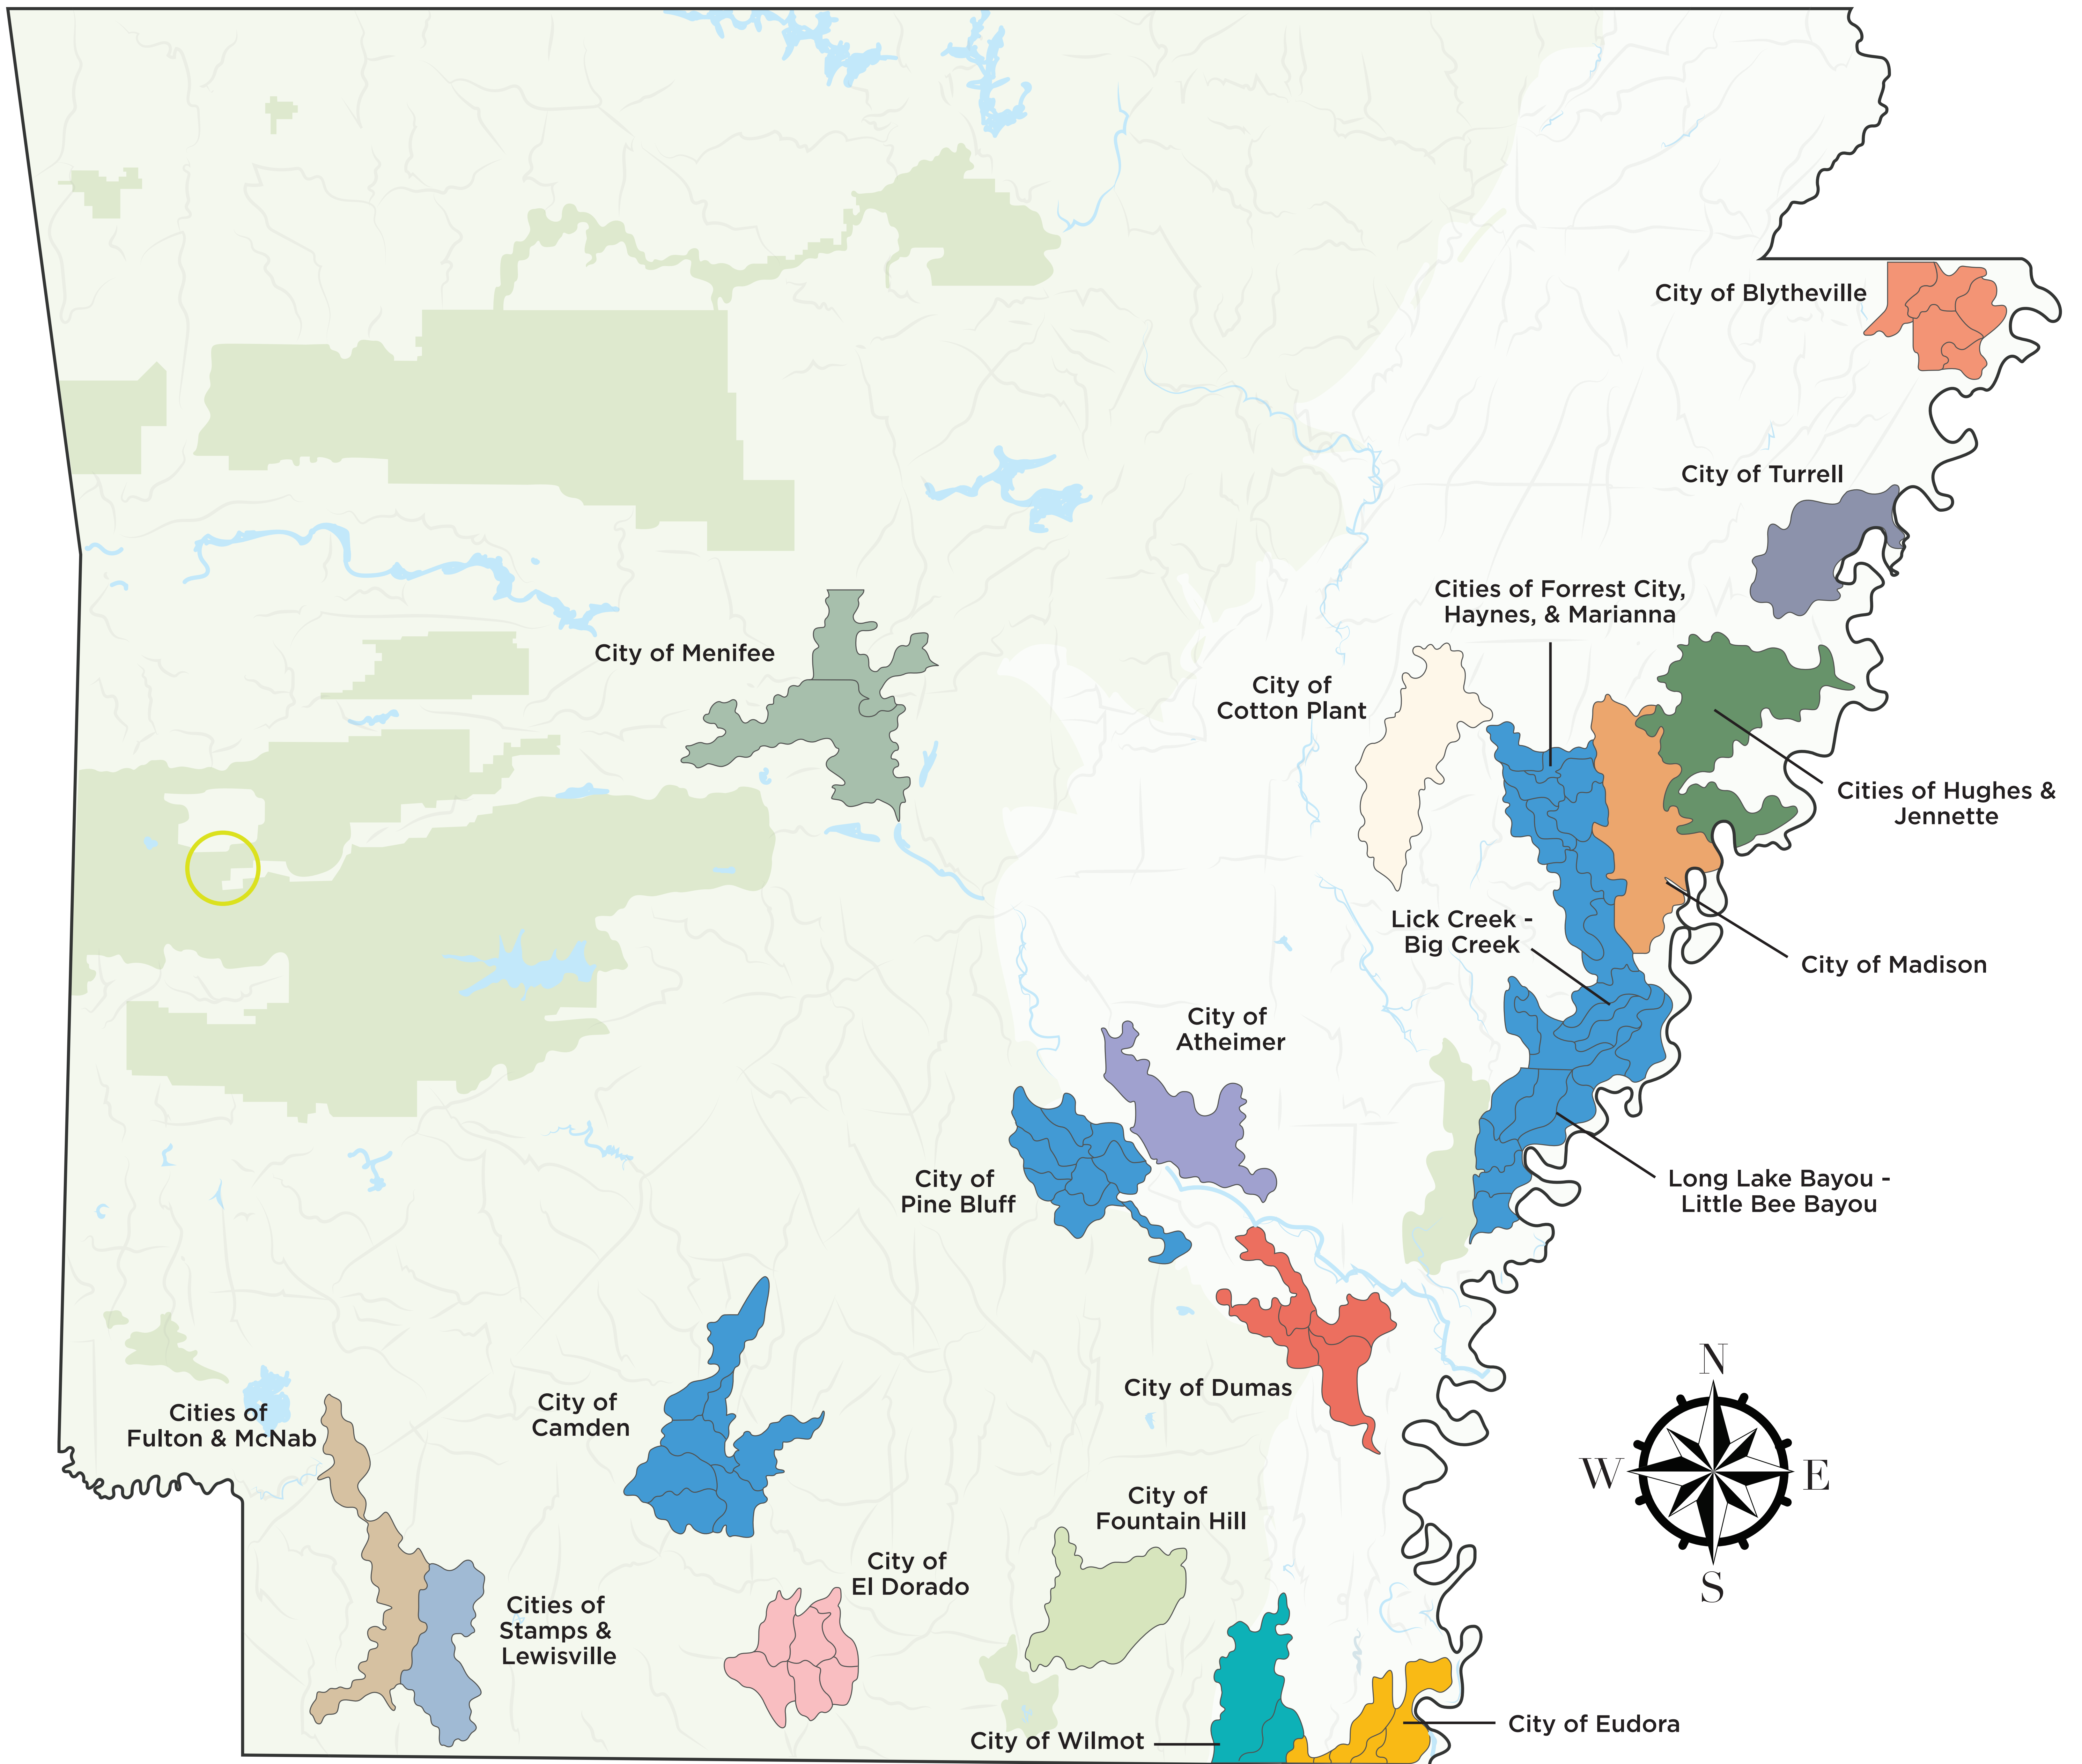 City of Blytheville
City of Turrell
Cities of Forrest City,
Haynes, & Marianna
City of Menifee
City of
Cotton Plant
Cities of Hughes &
Jennette
Lick Creek -
Big Creek
City of Madison
City of
Atheimer
City of
Pine Bluff
Long Lake Bayou -
Little Bee Bayou
City of Dumas
Cities of
Fulton & McNab
City of
Camden
N
W
E
S
City of
Fountain Hill
City of
El Dorado
Cities of
Stamps &
Lewisville
City of Wilmot
City of Eudora